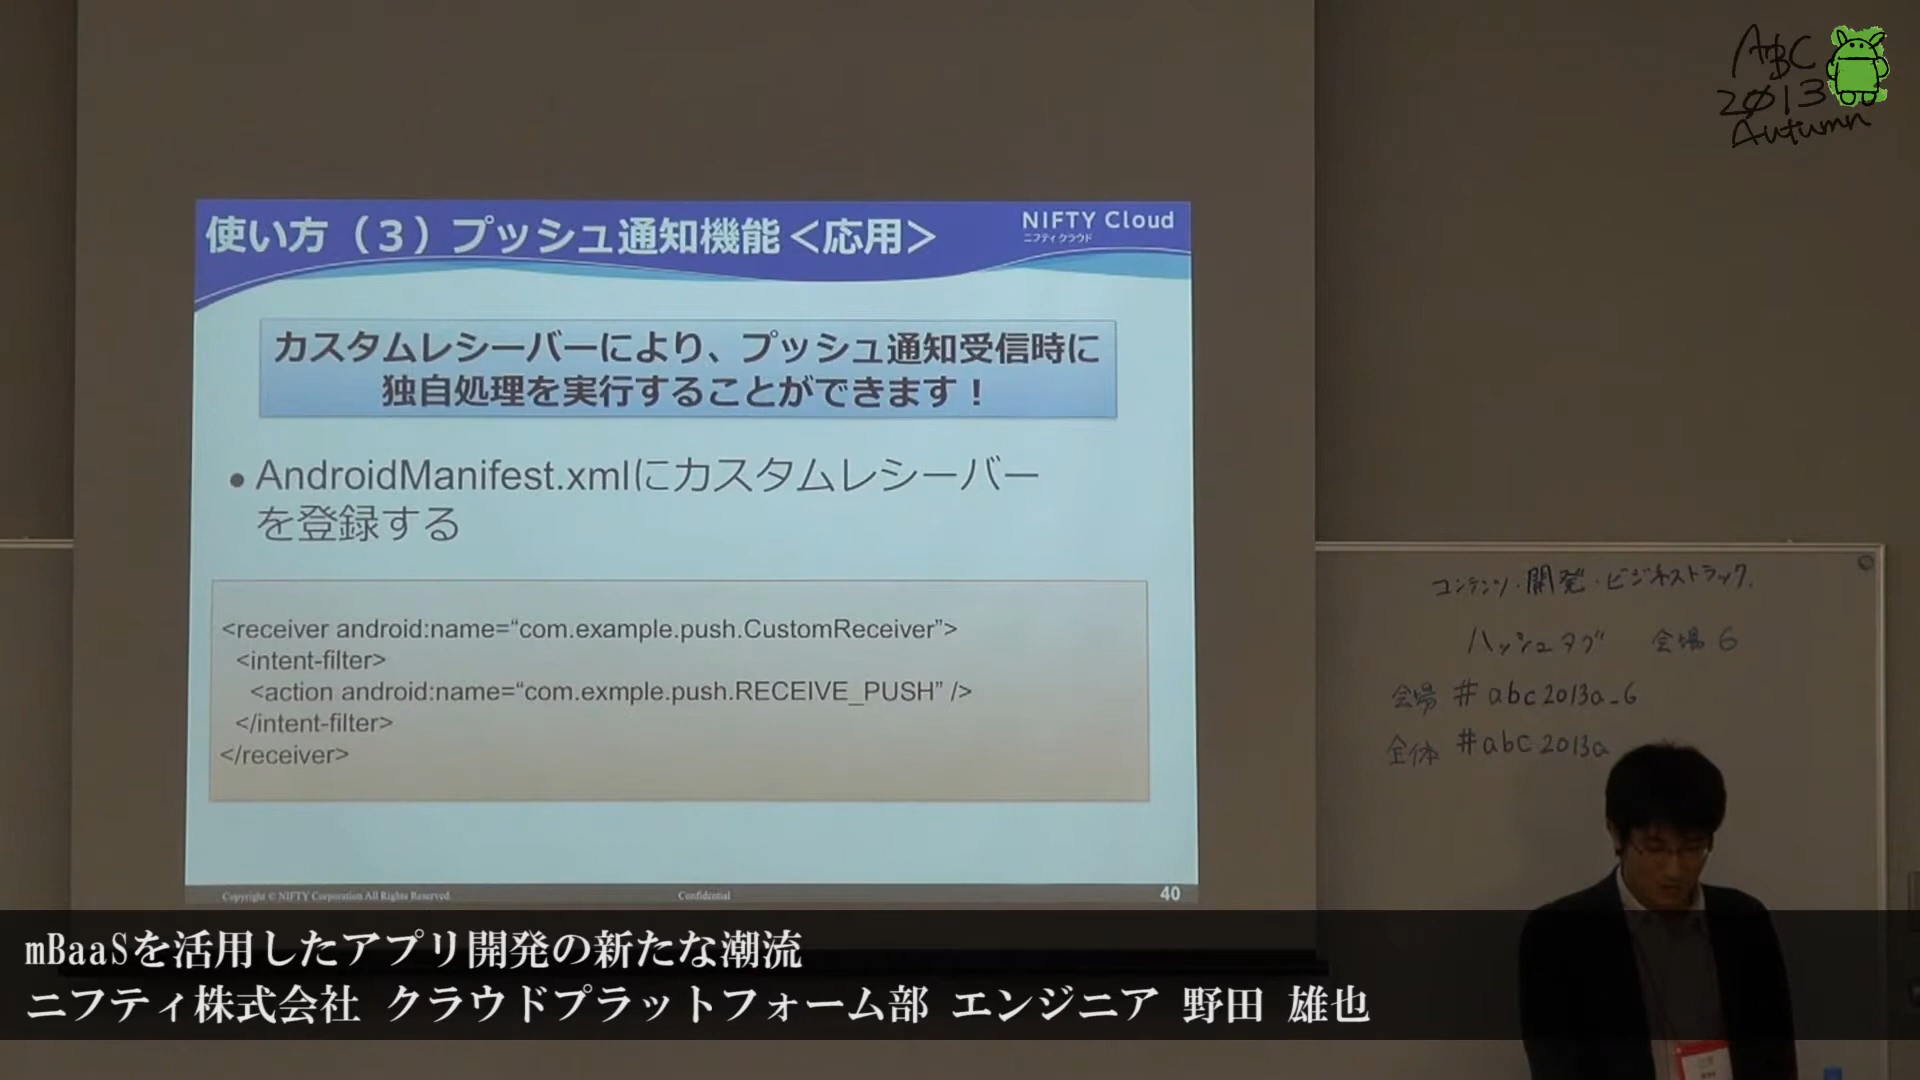 ABC
2013
Autumn
使い方（３）プッシュ通知機能＜応用＞
NIFTY Cloud
ニフティクラウド
カスタムレシーバーにより、プッシュ通知受信時に
独自処理を実行することができます！
• AndroidManifest.xmlにカスタムレシーバー
を登録する
<receiver android:name=“com.example.push.CustomReceiver”>
<intent-filter>
<action android:name=“com.exmple.push.RECEIVE_PUSH” />
</intent-filter>
</receiver>
Copyright © NIFTY Corporation All Rights Reserved.
Confidential
40
コンテンツ・開発・ビジネストラック.
ハッシュタグ 会場 6
会場 #abc2013a_6
全体 #abc2013a
mBaaSを活用したアプリ開発の新たな潮流
ニフティ株式会社 クラウドプラットフォーム部 エンジニア 野田 雄也